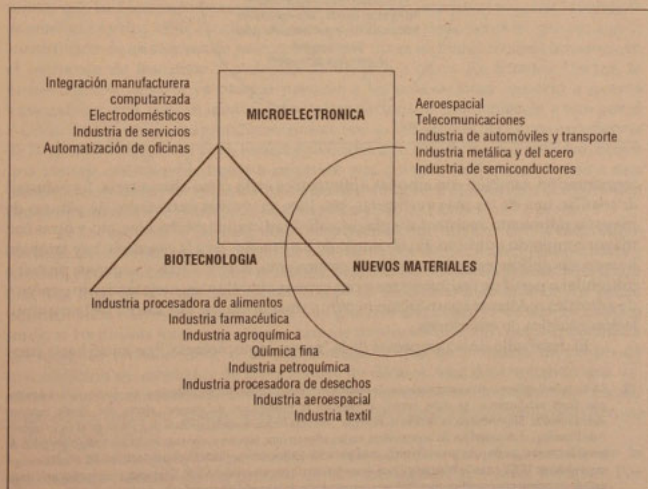 Integración manufacturera
computarizada
Electrodomésticos
Industria de servicios
Automatización de oficinas
MICROELECTRONICA
Aeroespacial
Telecomunicaciones
Industria de automóviles y transporte
Industria metálica y del acero
Industria de semiconductores
BIOTECNOLOGIA
NUEVOS MATERIALES
Industria procesadora de alimentos
Industria farmacéutica
Industria agroquímica
Química fina
Industria petroquímica
Industria procesadora de desechos
Industria aeroespacial
Industria textil